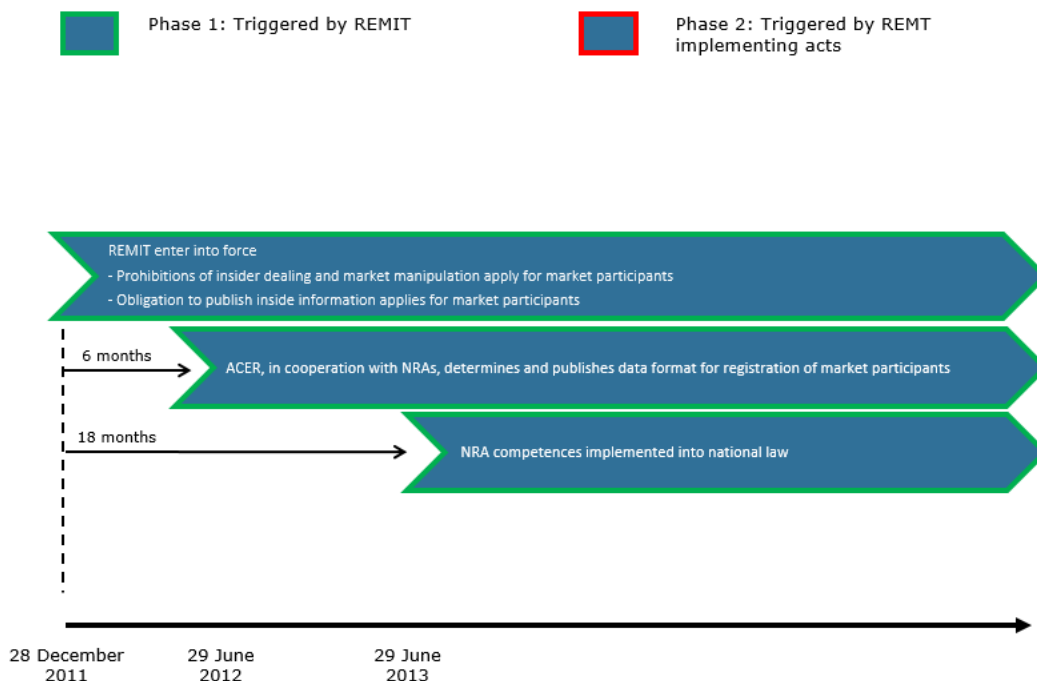 Phase 1: Triggered by REMIT
Phase 2: Triggered by REMT
implementing acts
REMIT enter into force
- Prohibitions of insider dealing and market manipulation apply for market participants
- Obligation to publish inside information applies for market participants
6 months
ACER, in cooperation with NRAs, determines and publishes data format for registration of market participants
18 months
NRA competences implemented into national law
28 December
2011
29 June
2012
29 June
2013